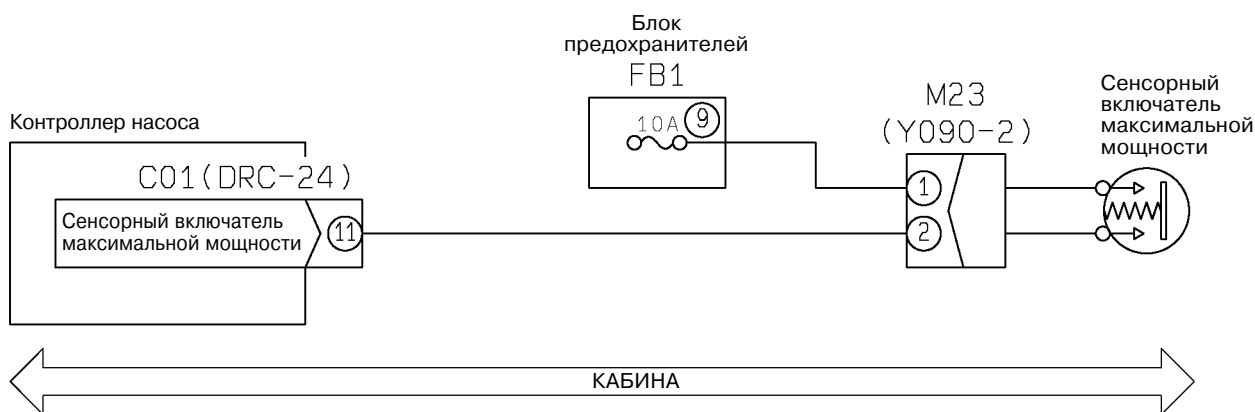 Блок
предохранителей
FB1
10A
9
M23
(Y090-2)
Сенсорный
включатель
максимальной
мощности
Контроллер насоса
C01(DRC-24)
Сенсорный включатель
максимальной мощности
11
1
2
КАБИНА